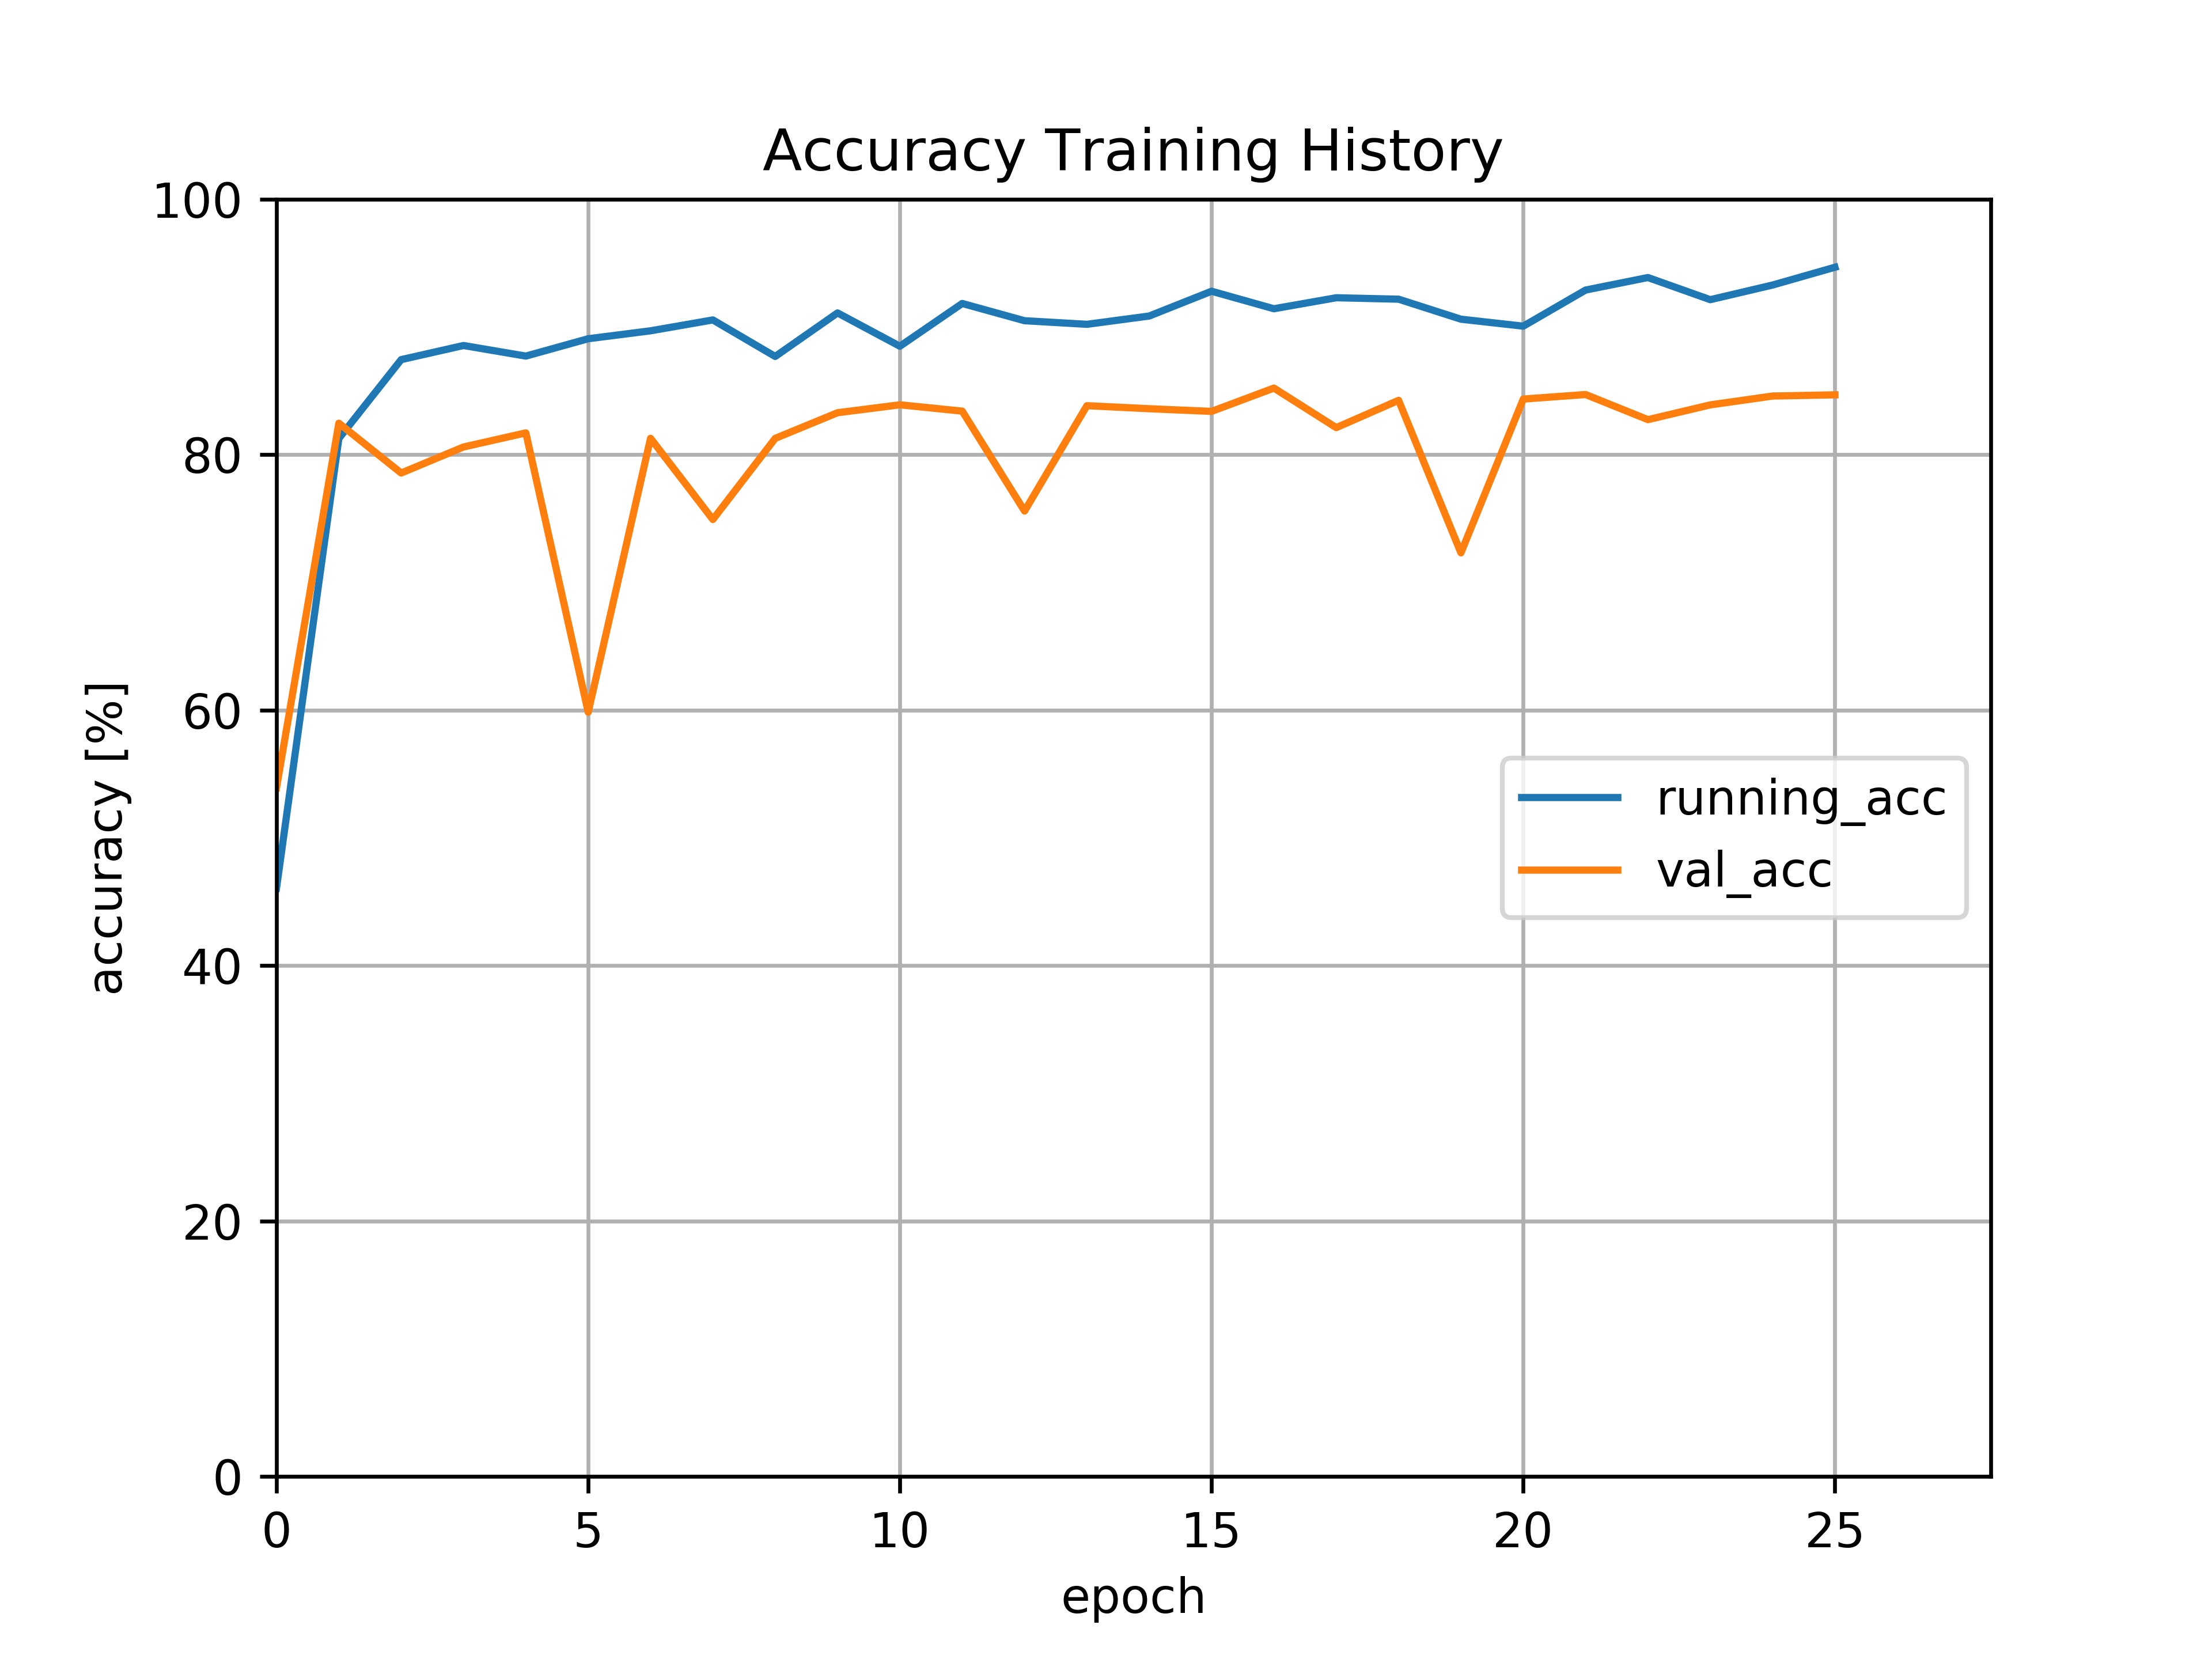 Accuracy Training History
100
80
60
40
20
0
accuracy [%]
running_acc
val_acc
0 5 10 15 20 25
epoch